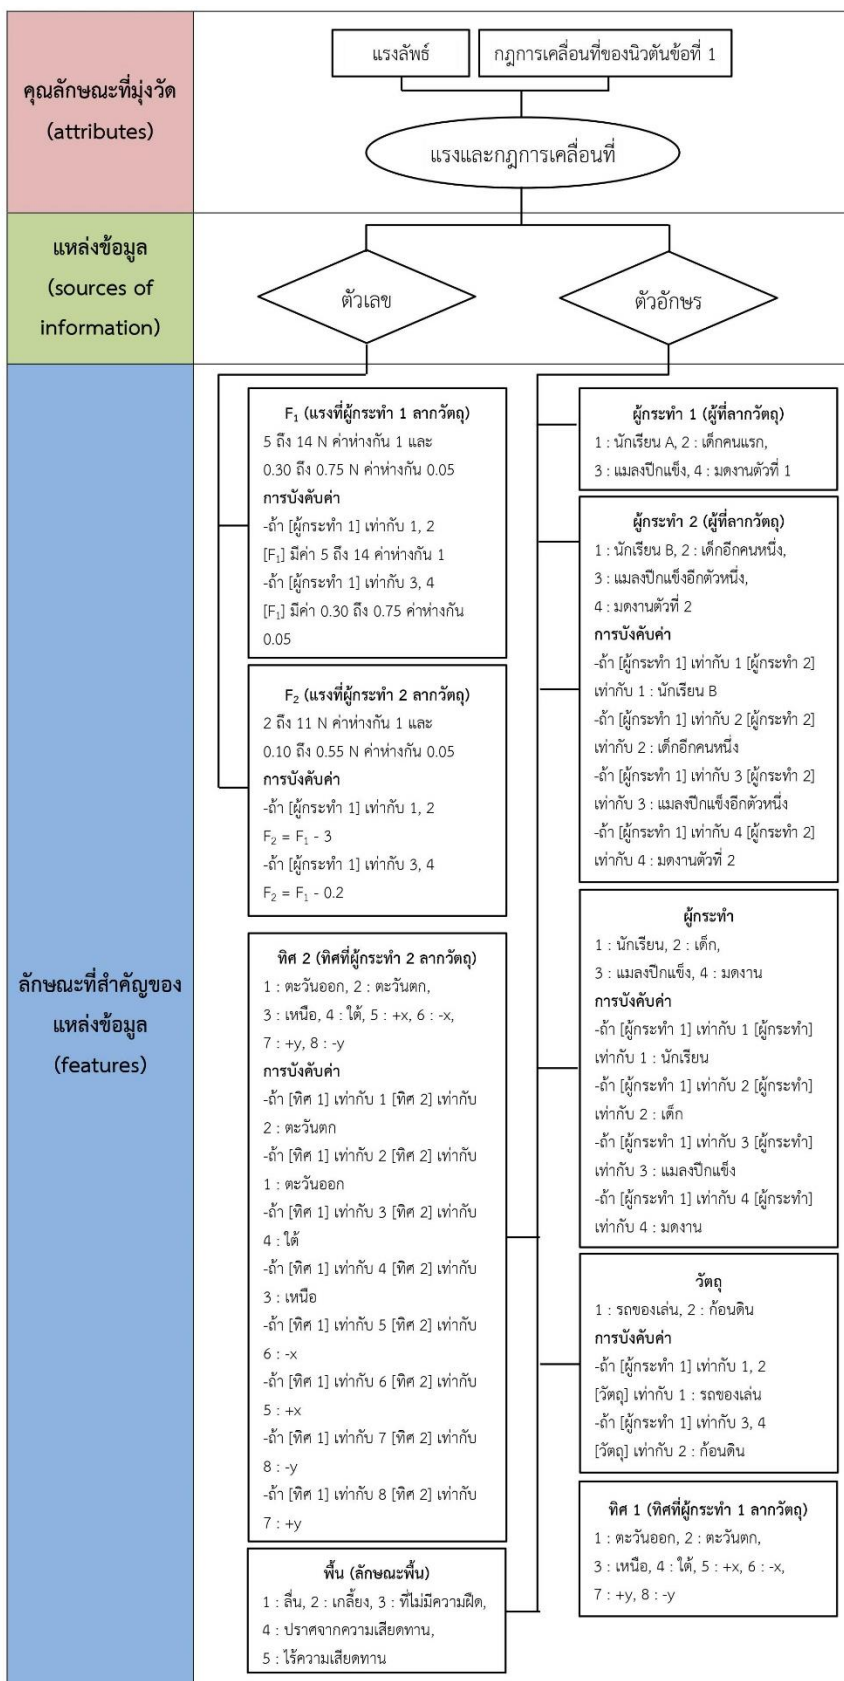 คุณลักษณะที่มุ่งวัด
(attributes)
แรงลัพธ์
กฎการเคลื่อนที่ของนิวตันข้อที่ 1
แรงและกฎการเคลื่อนที่
แหล่งข้อมูล
(sources of
information)
ตัวเลข
ตัวอักษร
ลักษณะที่สำคัญของ
แหล่งข้อมูล
(features)
F₁ (แรงที่ผู้กระทำ 1 ลากวัตถุ)
5 ถึง 14 N ค่าห่างกัน 1 และ
0.30 ถึง 0.75 N ค่าห่างกัน 0.05
การบังคับค่า
-ถ้า [ผู้กระทำ 1] เท่ากับ 1, 2
[F₁] มีค่า 5 ถึง 14 ค่าห่างกัน 1
-ถ้า [ผู้กระทำ 1] เท่ากับ 3, 4
[F₁] มีค่า 0.30 ถึง 0.75 ค่าห่างกัน
0.05
F₂ (แรงที่ผู้กระทำ 2 ลากวัตถุ)
2 ถึง 11 N ค่าห่างกัน 1 และ
0.10 ถึง 0.55 N ค่าห่างกัน 0.05
การบังคับค่า
-ถ้า [ผู้กระทำ 1] เท่ากับ 1, 2
F₂ = F₁ - 3
-ถ้า [ผู้กระทำ 1] เท่ากับ 3, 4
F₂ = F₁ - 0.2
ทิศ 2 (ทิศที่ผู้กระทำ 2 ลากวัตถุ)
1 : ตะวันออก, 2 : ตะวันตก,
3 : เหนือ, 4 : ใต้, 5 : +x, 6 : -x,
7 : +y, 8 : -y
การบังคับค่า
-ถ้า [ทิศ 1] เท่ากับ 1 [ทิศ 2] เท่ากับ
2 : ตะวันตก
-ถ้า [ทิศ 1] เท่ากับ 2 [ทิศ 2] เท่ากับ
1 : ตะวันออก
-ถ้า [ทิศ 1] เท่ากับ 3 [ทิศ 2] เท่ากับ
4 : ใต้
-ถ้า [ทิศ 1] เท่ากับ 4 [ทิศ 2] เท่ากับ
3 : เหนือ
-ถ้า [ทิศ 1] เท่ากับ 5 [ทิศ 2] เท่ากับ
6 : -x
-ถ้า [ทิศ 1] เท่ากับ 6 [ทิศ 2] เท่ากับ
5 : +x
-ถ้า [ทิศ 1] เท่ากับ 7 [ทิศ 2] เท่ากับ
8 : -y
-ถ้า [ทิศ 1] เท่ากับ 8 [ทิศ 2] เท่ากับ
7 : +y
พื้น (ลักษณะพื้น)
1 : ลื่น, 2 : เกลี้ยง, 3 : ที่ไม่มีความฝืด,
4 : ปราศจากความเสียดทาน,
5 : ไร้ความเสียดทาน
ผู้กระทำ 1 (ผู้ที่ลากวัตถุ)
1 : นักเรียน A, 2 : เด็กคนแรก,
3 : แมลงปีกแข็ง, 4 : มดงานตัวที่ 1
ผู้กระทำ 2 (ผู้ที่ลากวัตถุ)
1 : นักเรียน B, 2 : เด็กอีกคนหนึ่ง,
3 : แมลงปีกแข็งอีกตัวหนึ่ง,
4 : มดงานตัวที่ 2
การบังคับค่า
-ถ้า [ผู้กระทำ 1] เท่ากับ 1 [ผู้กระทำ 2]
เท่ากับ 1 : นักเรียน B
-ถ้า [ผู้กระทำ 1] เท่ากับ 2 [ผู้กระทำ 2]
เท่ากับ 2 : เด็กอีกคนหนึ่ง
-ถ้า [ผู้กระทำ 1] เท่ากับ 3 [ผู้กระทำ 2]
เท่ากับ 3 : แมลงปีกแข็งอีกตัวหนึ่ง
-ถ้า [ผู้กระทำ 1] เท่ากับ 4 [ผู้กระทำ 2]
เท่ากับ 4 : มดงานตัวที่ 2
ผู้กระทำ
1 : นักเรียน, 2 : เด็ก,
3 : แมลงปีกแข็ง, 4 : มดงาน
การบังคับค่า
-ถ้า [ผู้กระทำ 1] เท่ากับ 1 [ผู้กระทำ]
เท่ากับ 1 : นักเรียน
-ถ้า [ผู้กระทำ 1] เท่ากับ 2 [ผู้กระทำ]
เท่ากับ 2 : เด็ก
-ถ้า [ผู้กระทำ 1] เท่ากับ 3 [ผู้กระทำ]
เท่ากับ 3 : แมลงปีกแข็ง
-ถ้า [ผู้กระทำ 1] เท่ากับ 4 [ผู้กระทำ]
เท่ากับ 4 : มดงาน
วัตถุ
1 : รถของเล่น, 2 : ก้อนดิน
การบังคับค่า
-ถ้า [ผู้กระทำ 1] เท่ากับ 1, 2
[วัตถุ] เท่ากับ 1 : รถของเล่น
-ถ้า [ผู้กระทำ 1] เท่ากับ 3, 4
[วัตถุ] เท่ากับ 2 : ก้อนดิน
ทิศ 1 (ทิศที่ผู้กระทำ 1 ลากวัตถุ)
1 : ตะวันออก, 2 : ตะวันตก,
3 : เหนือ, 4 : ใต้, 5 : +x, 6 : -x,
7 : +y, 8 : -y